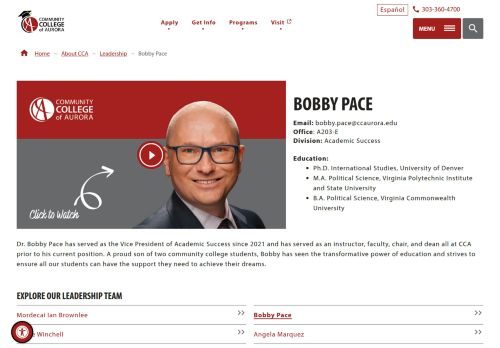 COMMUNITY
COLLEGE
of AURORA
Apply
Get Info
Programs
Visit
Español
303-360-4700
MENU
Home – About CCA – Leadership – Bobby Pace
COMMUNITY
COLLEGE
of AURORA
Click to Watch
BOBBY PACE
Email: bobby.pace@ccaurora.edu
Office: A203-E
Division: Academic Success
Education:
Ph.D. International Studies, University of Denver
M.A. Political Science, Virginia Polytechnic Institute
and State University
B.A. Political Science, Virginia Commonwealth
University
Dr. Bobby Pace has served as the Vice President of Academic Success since 2021 and has served as an instructor, faculty, chair, and dean all at CCA
prior to his current position. A proud son of two community college students, Bobby has seen the transformative power of education and strives to
ensure all our students can have the support they need to achieve their dreams.
EXPLORE OUR LEADERSHIP TEAM
Mordecai Ian Brownlee
Bobby Pace
Winchell
Angela Marquez